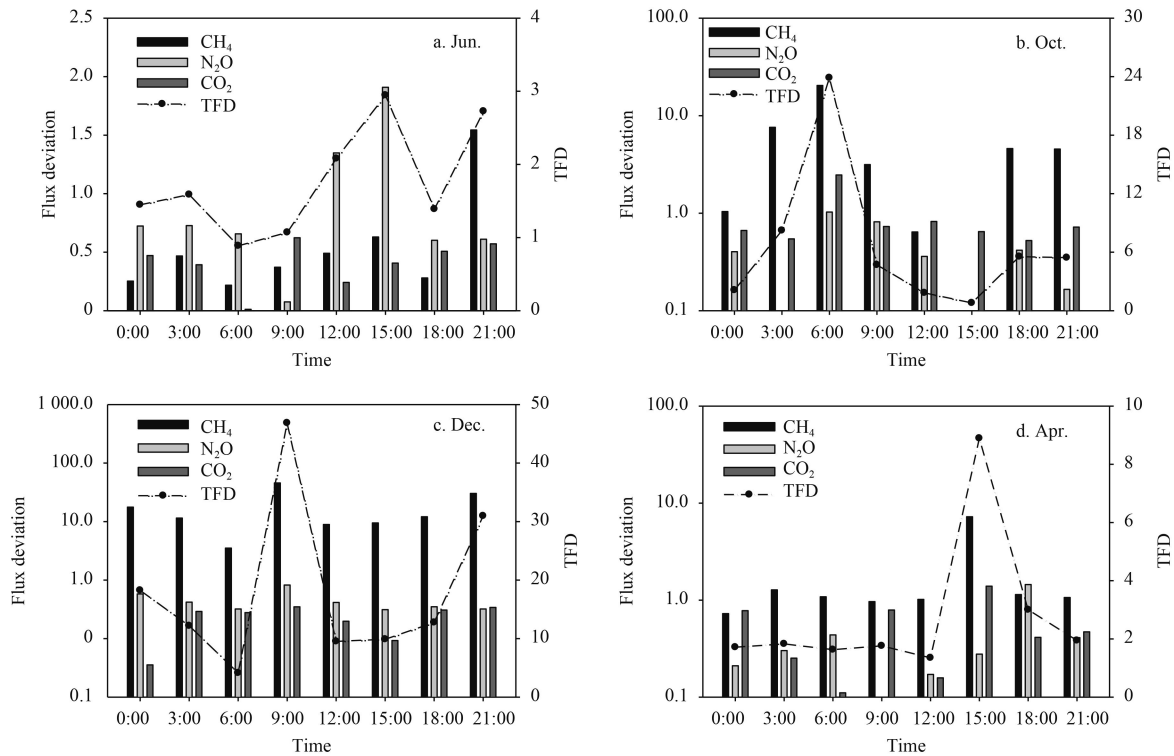 a. Jun.
CH₄
N₂O
CO₂
TFD
Flux deviation
2.5
2.0
1.5
1.0
0.5
0
TFD
4
3
2
1
0
0:00 3:00 6:00 9:00 12:00 15:00 18:00 21:00
Time
b. Oct.
CH₄
N₂O
CO₂
TFD
Flux deviation
100.0
10.0
1.0
0.1
TFD
30
24
18
12
6
0
0:00 3:00 6:00 9:00 12:00 15:00 18:00 21:00
Time
c. Dec.
CH₄
N₂O
CO₂
TFD
Flux deviation
1 000.0
100.0
10.0
1.0
0
0.1
TFD
50
40
30
20
10
0
0:00 3:00 6:00 9:00 12:00 15:00 18:00 21:00
Time
d. Apr.
CH₄
N₂O
CO₂
TFD
Flux deviation
100.0
10.0
1.0
0.1
TFD
10
8
6
4
2
0
0:00 3:00 6:00 9:00 12:00 15:00 18:00 21:00
Time